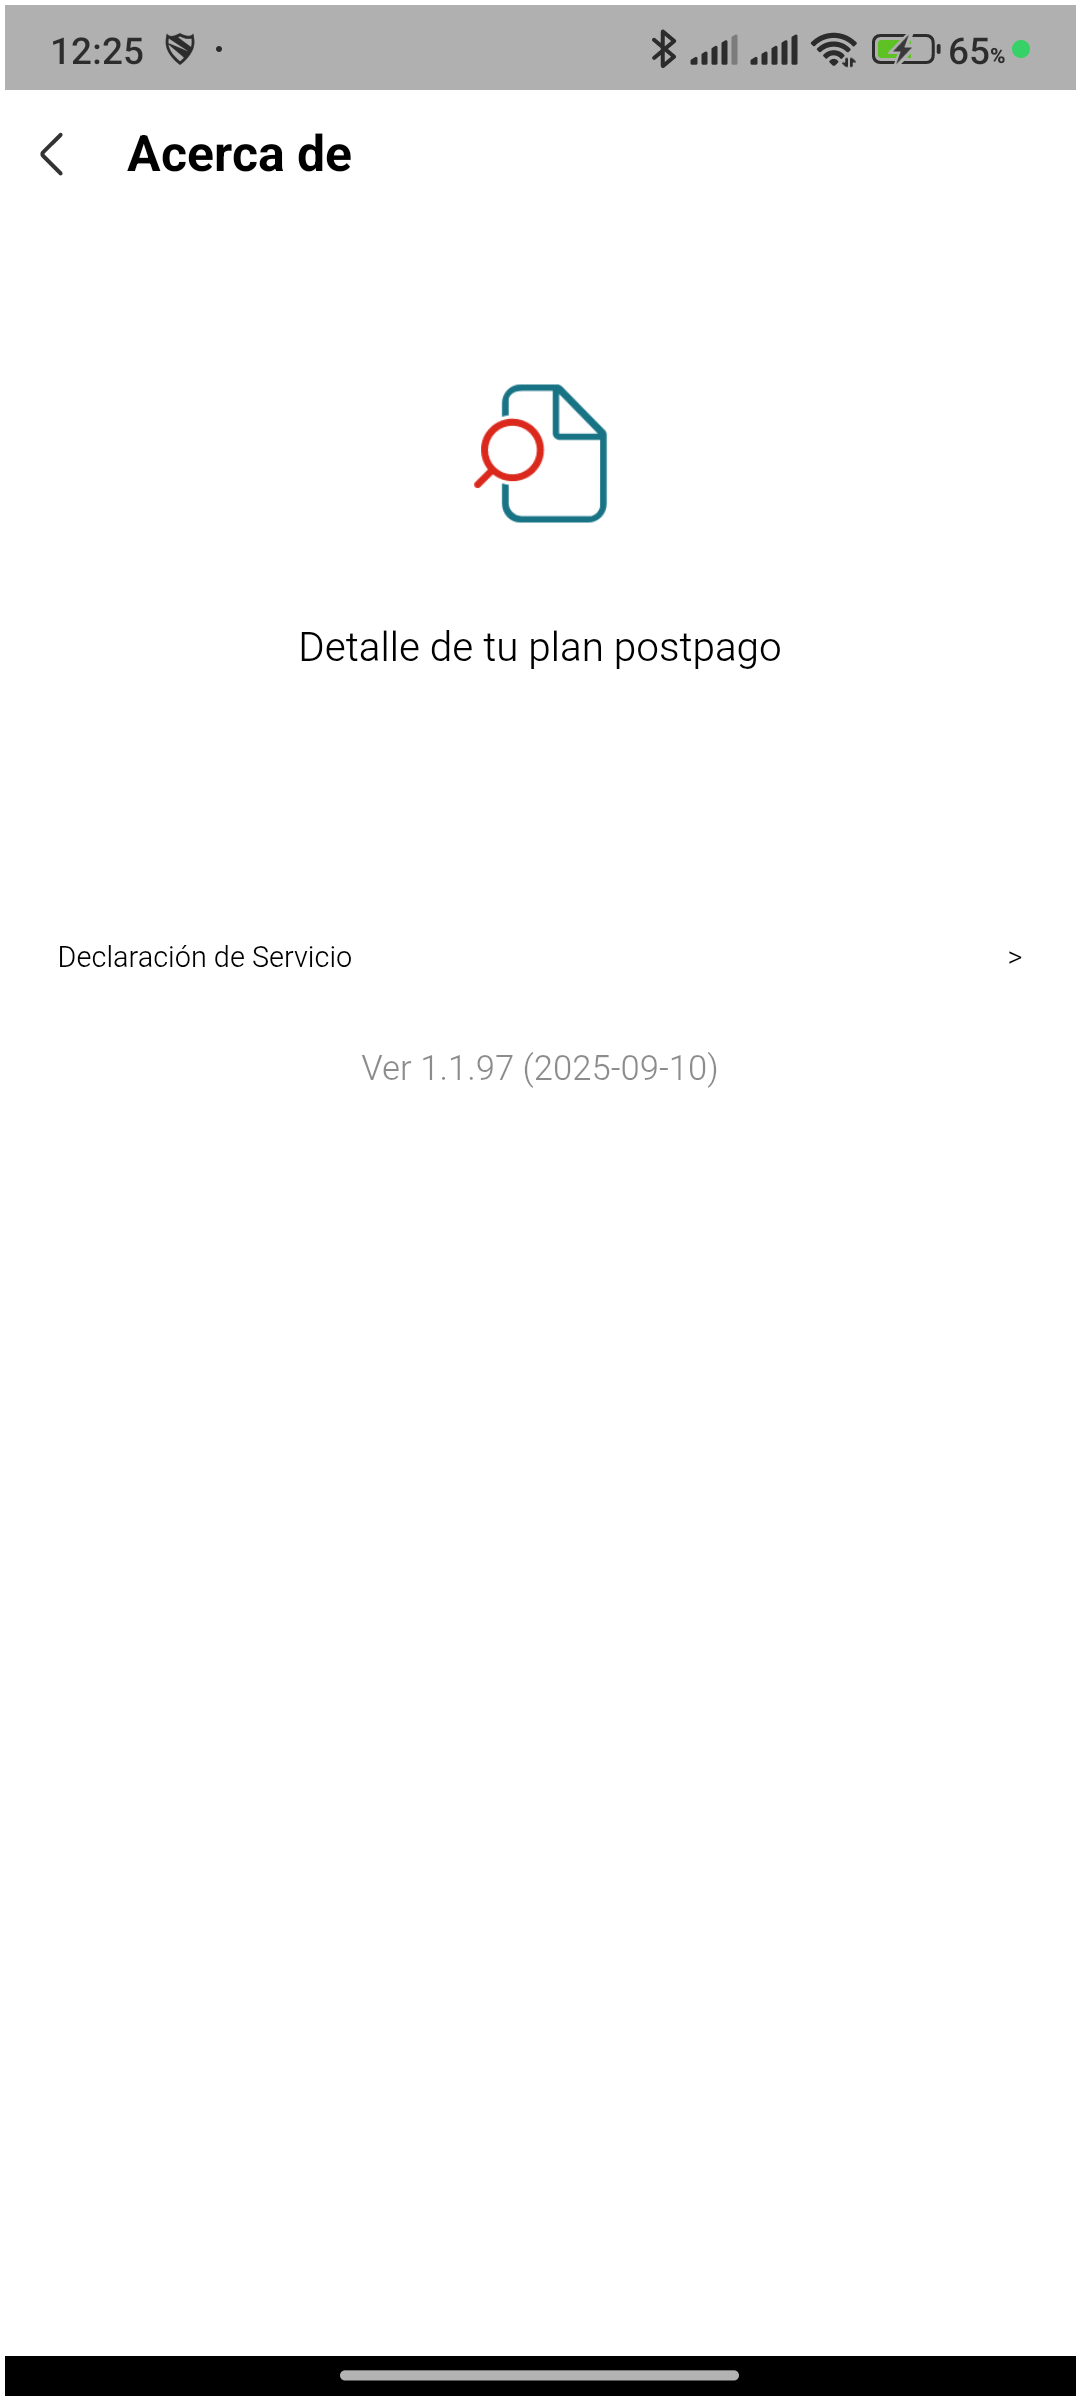 12:25
65%
Acerca de
Detalle de tu plan postpago
Declaración de Servicio >
Ver 1.1.97 (2025-09-10)